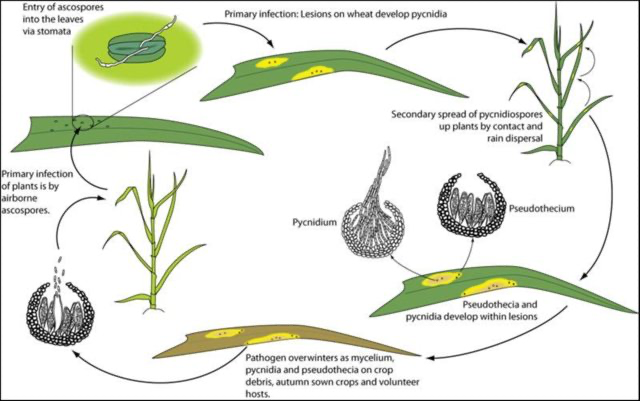 Entry of ascospores
into the leaves
via stomata
Primary infection: Lesions on wheat develop pycnidia
Secondary spread of pycnidiospores
up plants by contact and
rain dispersal
Primary infection
of plants is by
airborne
ascospores.
Pycnidium
Pseudothecium
Pseudothecia and
pycnidia develop within lesions
Pathogen overwinters as mycelium,
pycnidia and pseudothecia on crop
debris, autumn sown crops and volunteer
hosts.